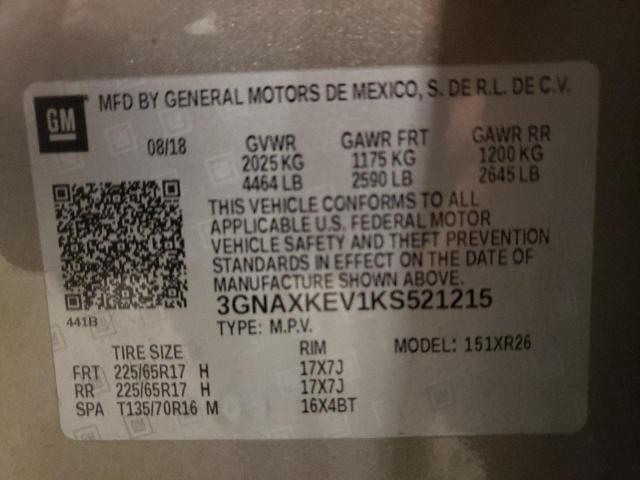 GM
MFD BY GENERAL MOTORS DE MEXICO, S. DE R.L. DE C.V.
08/18 GVWR GAWR FRT GAWR RR
2025 KG 1175 KG 1200 KG
4464 LB 2590 LB 2645 LB
THIS VEHICLE CONFORMS TO ALL
APPLICABLE U.S. FEDERAL MOTOR
VEHICLE SAFETY AND THEFT PREVENTION
STANDARDS IN EFFECT ON THE DATE OF
MANUFACTURE SHOWN ABOVE.
3GNAXKEV1KS521215
441B
TYPE: M.P.V.
TIRE SIZE RIM MODEL: 151XR26
FRT 225/65R17 H 17X7J
RR 225/65R17 H 17X7J
SPA T135/70R16 M 16X4BT